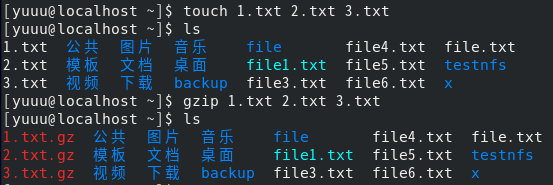 [yuuu@localhost ~]$ touch 1.txt 2.txt 3.txt
[yuuu@localhost ~]$ ls
1.txt 公共 图片 音乐 file file4.txt file.txt
2.txt 模板 文档 桌面 file1.txt file5.txt testnfs
3.txt 视频 下载 backup file3.txt file6.txt x
[yuuu@localhost ~]$ gzip 1.txt 2.txt 3.txt
[yuuu@localhost ~]$ ls
1.txt.gz 公共 图片 音乐 file file4.txt file.txt
2.txt.gz 模板 文档 桌面 file1.txt file5.txt testnfs
3.txt.gz 视频 下载 backup file3.txt file6.txt x